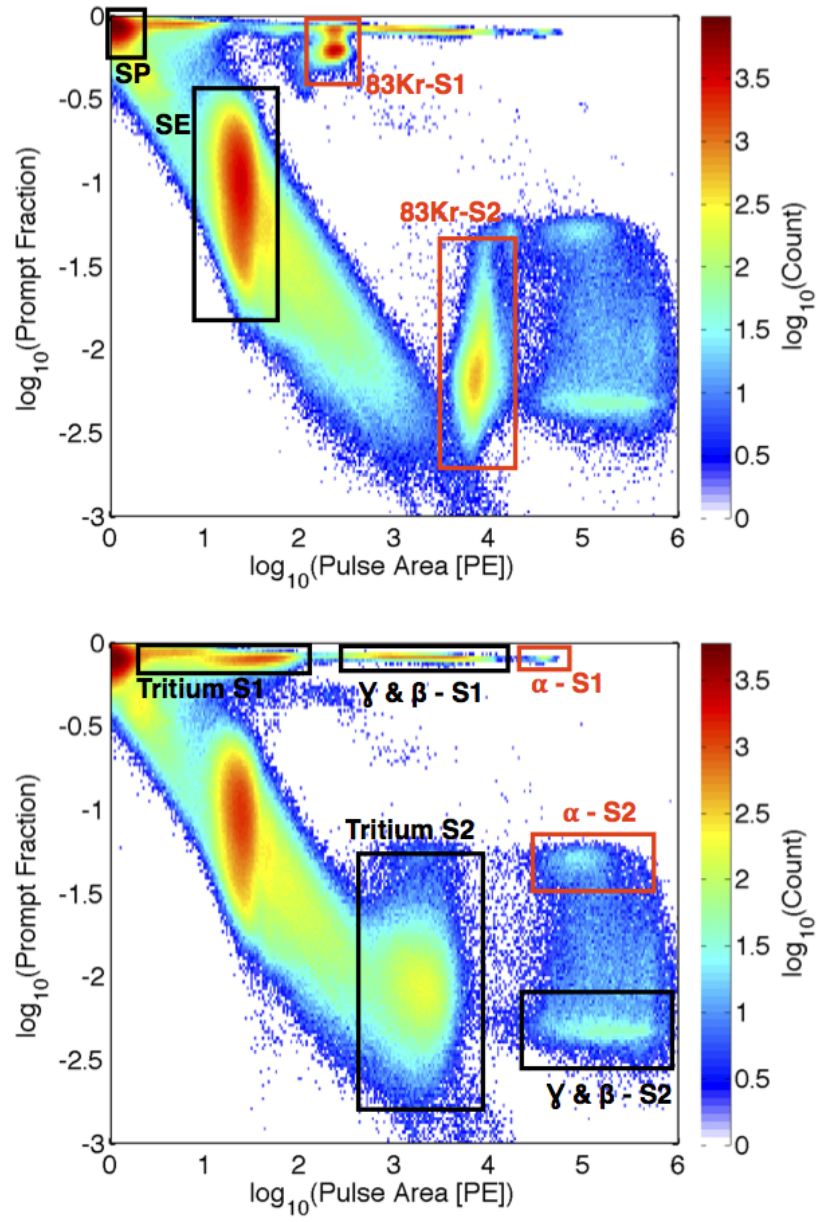 0
SP
83Kr-S1
-0.5
SE
-1
83Kr-S2
-1.5
-2
-2.5
-3
log10(Prompt Fraction)
0 1 2 3 4 5 6
log10(Pulse Area [PE])
3.5
3
2.5
2
1.5
1
0.5
0
log10(Count)
0
Tritium S1
ɣ & β - S1
α - S1
-0.5
-1
Tritium S2
α - S2
-1.5
-2
-2.5
ɣ & β - S2
-3
log10(Prompt Fraction)
0 1 2 3 4 5 6
log10(Pulse Area [PE])
3.5
3
2.5
2
1.5
1
0.5
0
log10(Count)